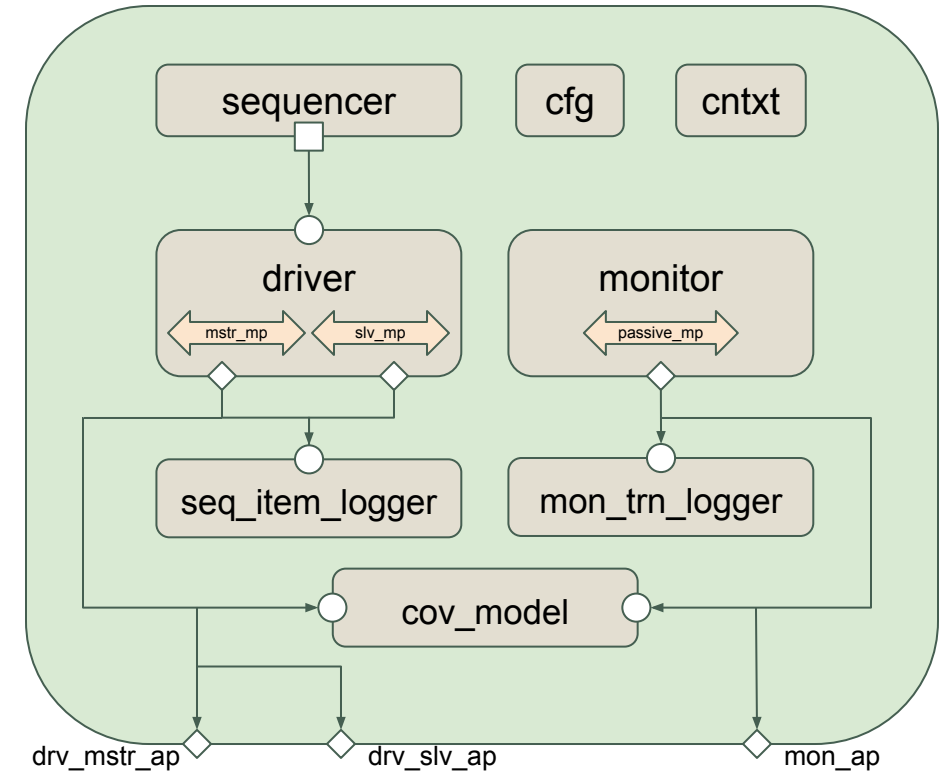 sequencer
cfg
cntxt
driver
monitor
mstr_mp
slv_mp
passive_mp
seq_item_logger
mon_trn_logger
cov_model
drv_mstr_ap
drv_slv_ap
mon_ap